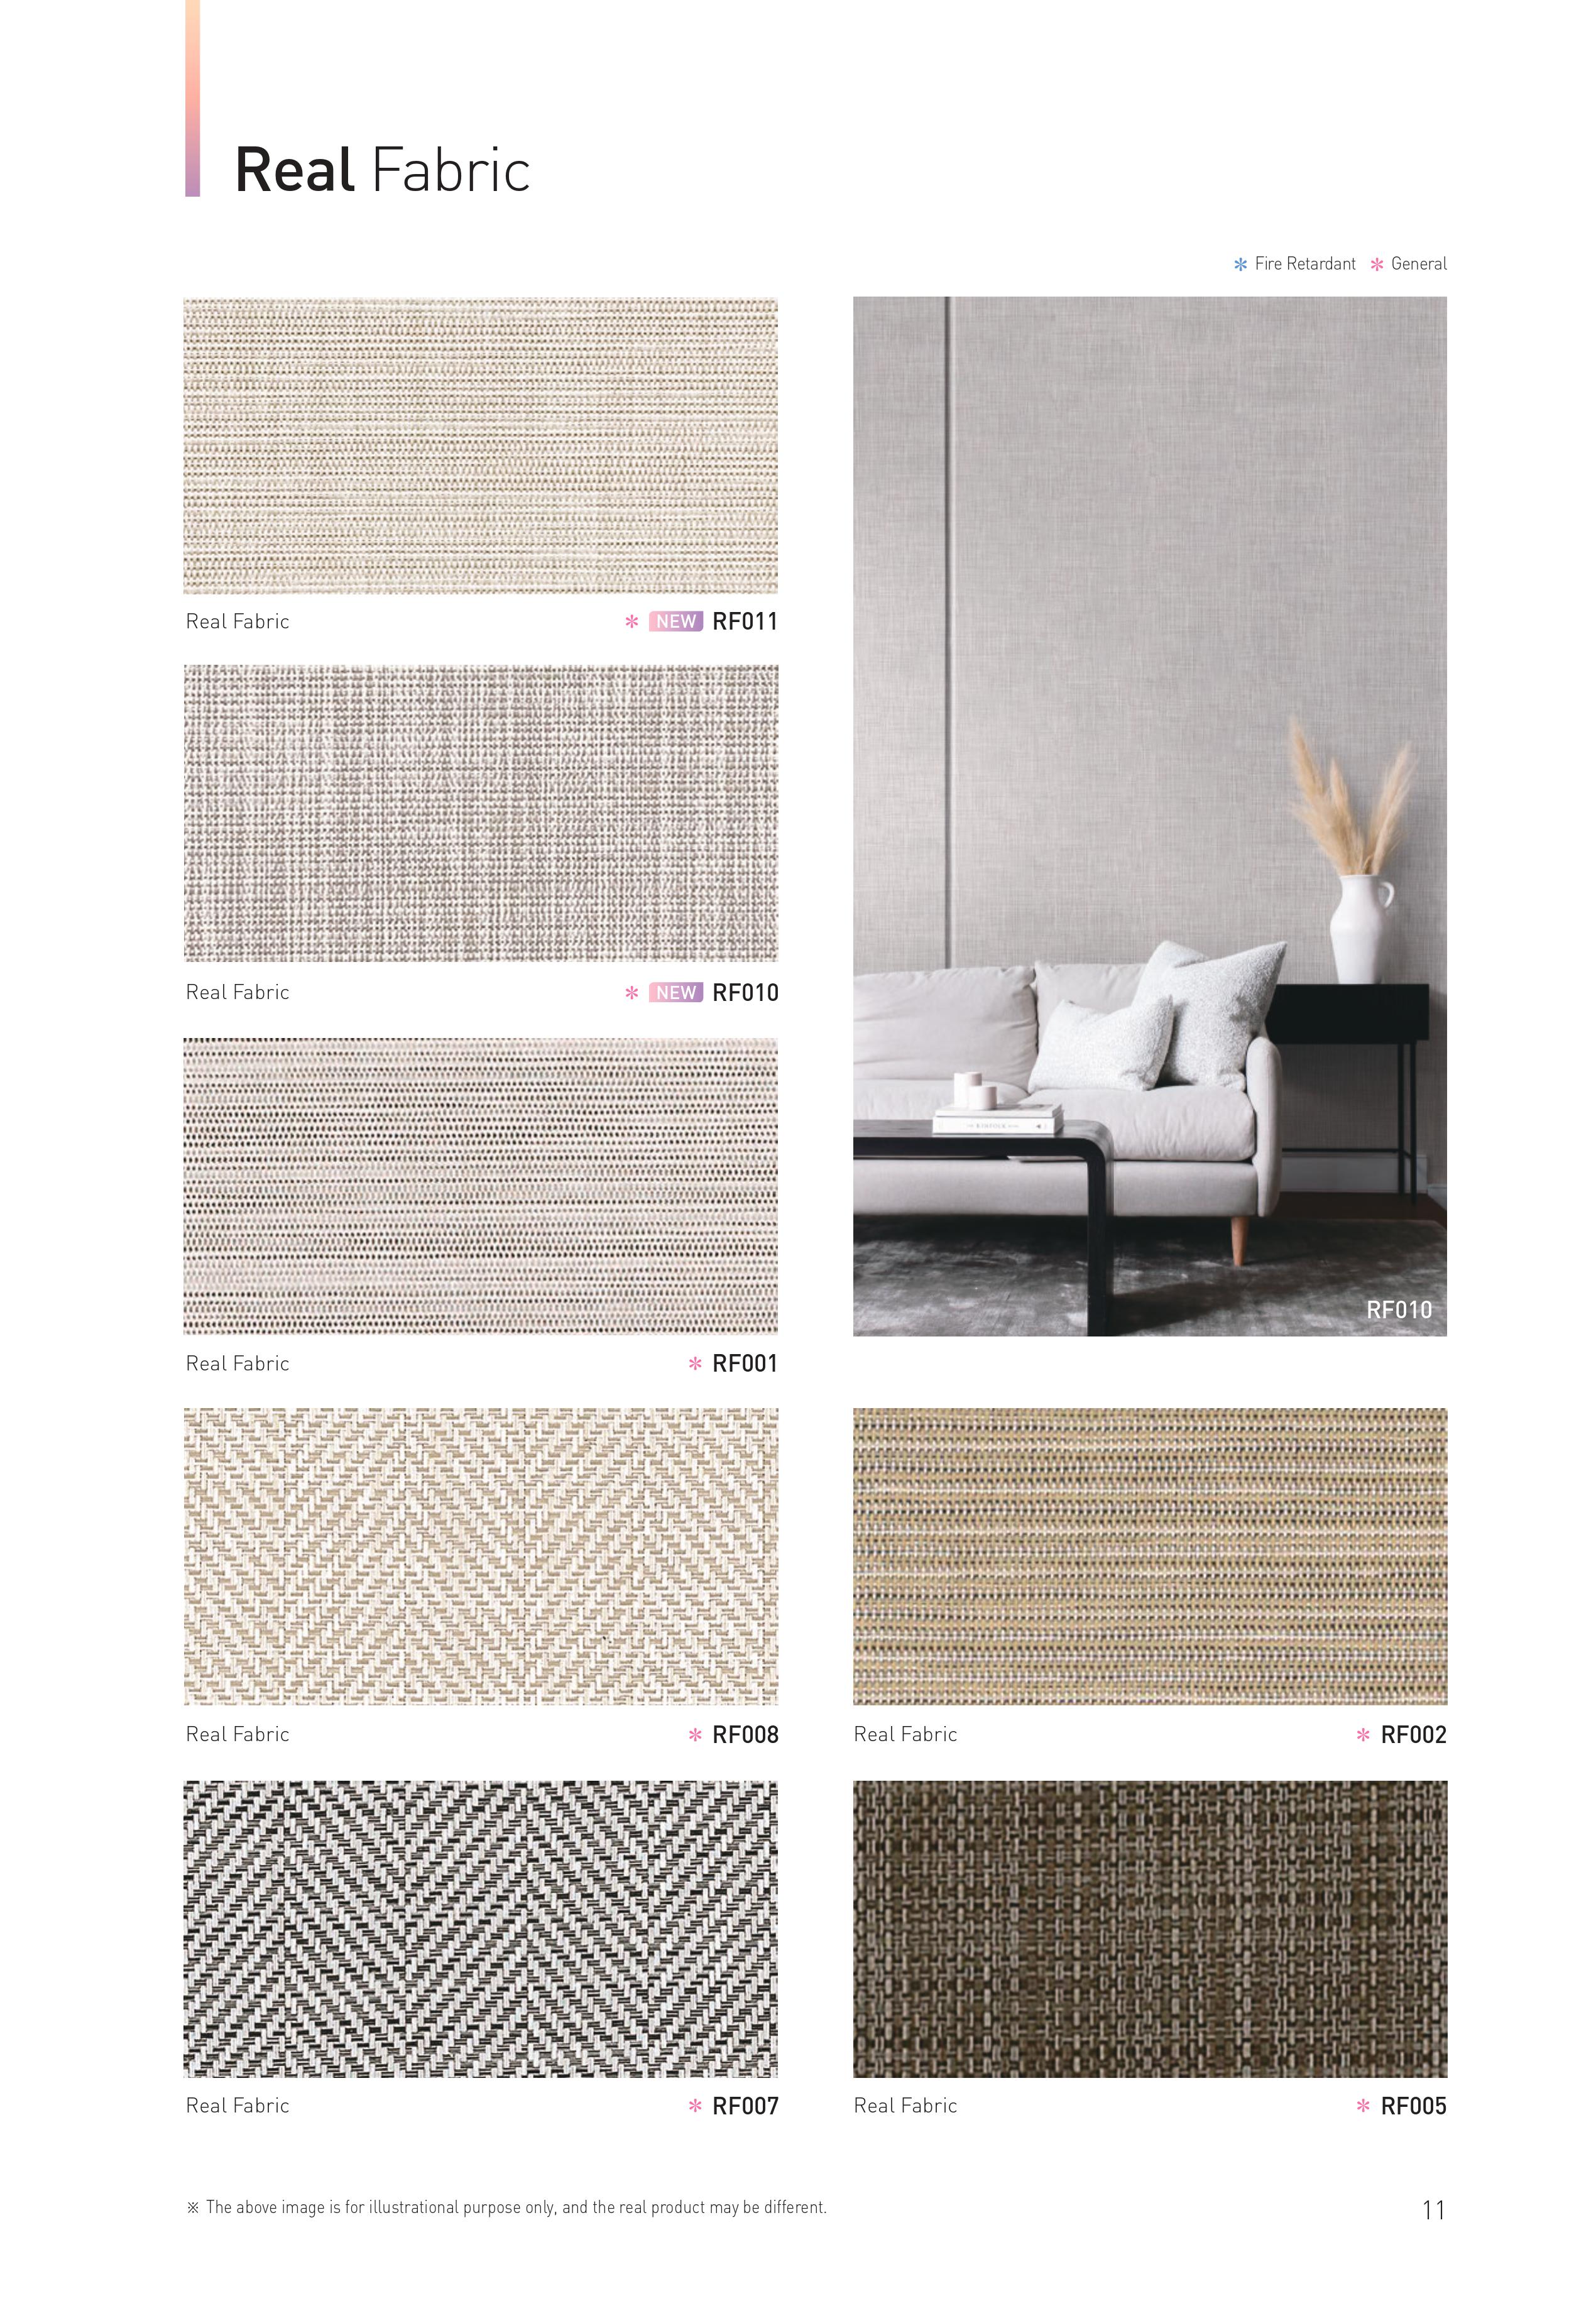 Real Fabric
* Fire Retardant * General
Real Fabric * NEW RF011
Real Fabric * NEW RF010
Real Fabric * RF001
RF010
Real Fabric * RF008
Real Fabric * RF002
Real Fabric * RF007
Real Fabric * RF005
※ The above image is for illustrational purpose only, and the real product may be different.
11